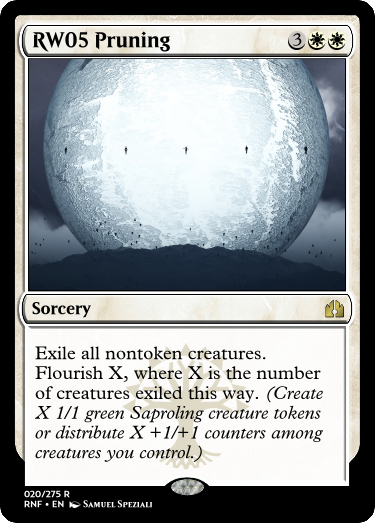 RW05 Pruning 3
Sorcery
Exile all nontoken creatures.
Flourish X, where X is the number
of creatures exiled this way. (Create
X 1/1 green Saproling creature tokens
or distribute X +1/+1 counters among
creatures you control.)
020/275 R
RNF • EN Samuel Speziali